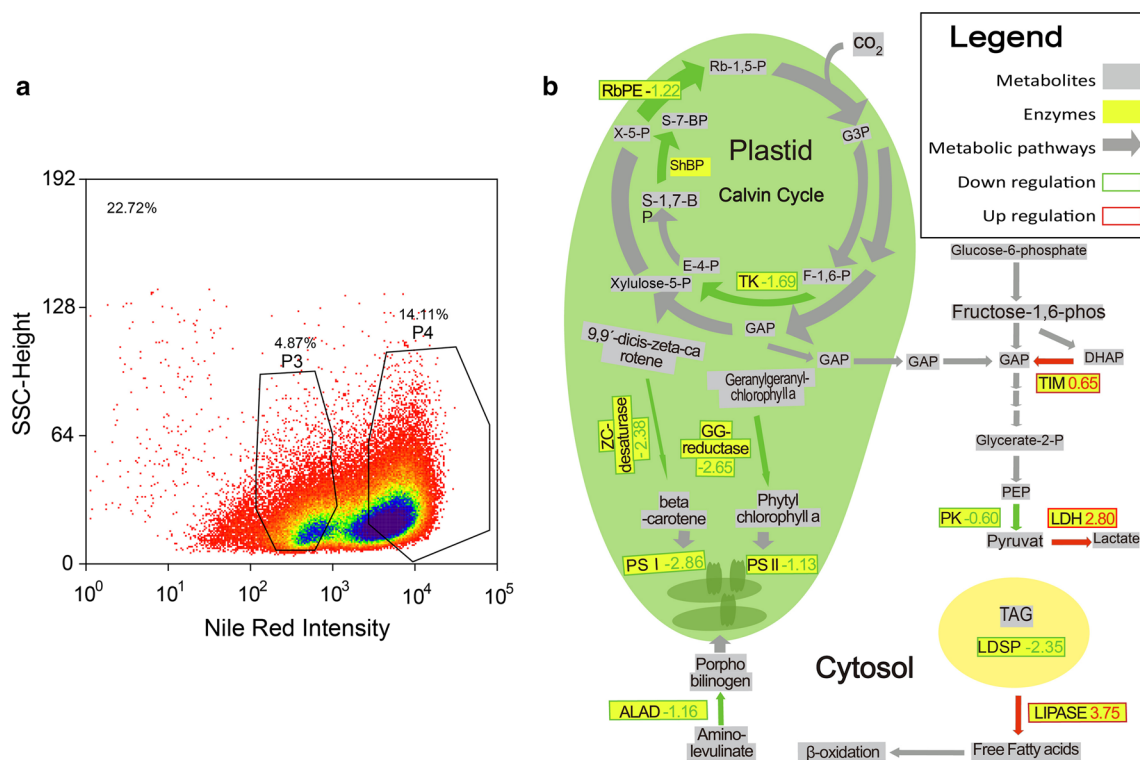 a
192
128
64
0
SSC-Height
22.72%
4.87%
P3
14.11%
P4
10^0
10^1
10^2
10^3
10^4
10^5
Nile Red Intensity
b
CO2
Rb-1,5-P
RbPE -1.22
S-7-BP
X-5-P
G3P
ShBP
Plastid
Calvin Cycle
S-1,7-B
P
E-4-P
Xylulose-5-P
TK -1.69
F-1,6-P
GAP
9,9´-dicis-zeta-ca
rotene
GAP
GAP
Geranylgeranyl-
chlorophyll a
ZC-
desaturase
-2.38
GG-
reductase
-2.65
beta
-carotene
Phytyl
chlorophyll a
PS I -2.86
PS II -1.13
Porpho
bilinogen
ALAD -1.16
Amino-
levulinate
Cytosol
Legend
Metabolites
Enzymes
Metabolic pathways
Down regulation
Up regulation
Glucose-6-phosphate
Fructose-1,6-phos
GAP
DHAP
TIM 0.65
Glycerate-2-P
PEP
PK -0.60
LDH 2.80
Pyruvat
Lactate
TAG
LDSP -2.35
LIPASE 3.75
β-oxidation
Free Fatty acids